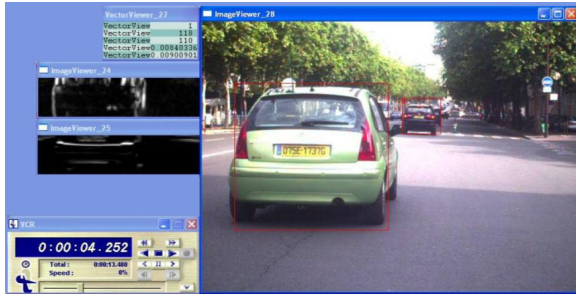 VectorViewer_27
VectorView 1
VectorView 118
VectorView 110
VectorView0.00840336
VectorView0.00900901
ImageViewer_24
ImageViewer_25
ImageViewer_28
VCR
0:00:04.252
Total: 0:00:13.480
Speed: 0%